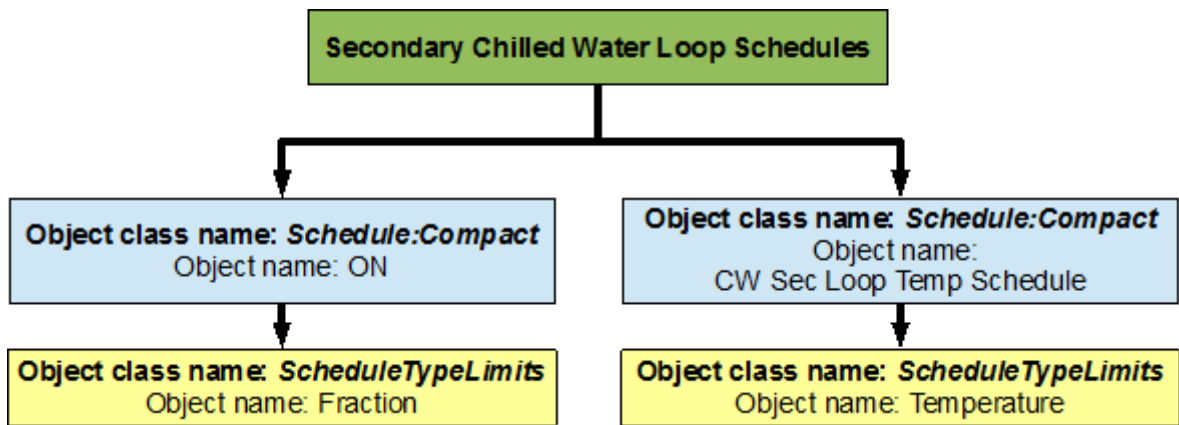 Secondary Chilled Water Loop Schedules
Object class name: Schedule:Compact
Object name: ON
Object class name: Schedule:Compact
Object name:
CW Sec Loop Temp Schedule
Object class name: ScheduleTypeLimits
Object name: Fraction
Object class name: ScheduleTypeLimits
Object name: Temperature